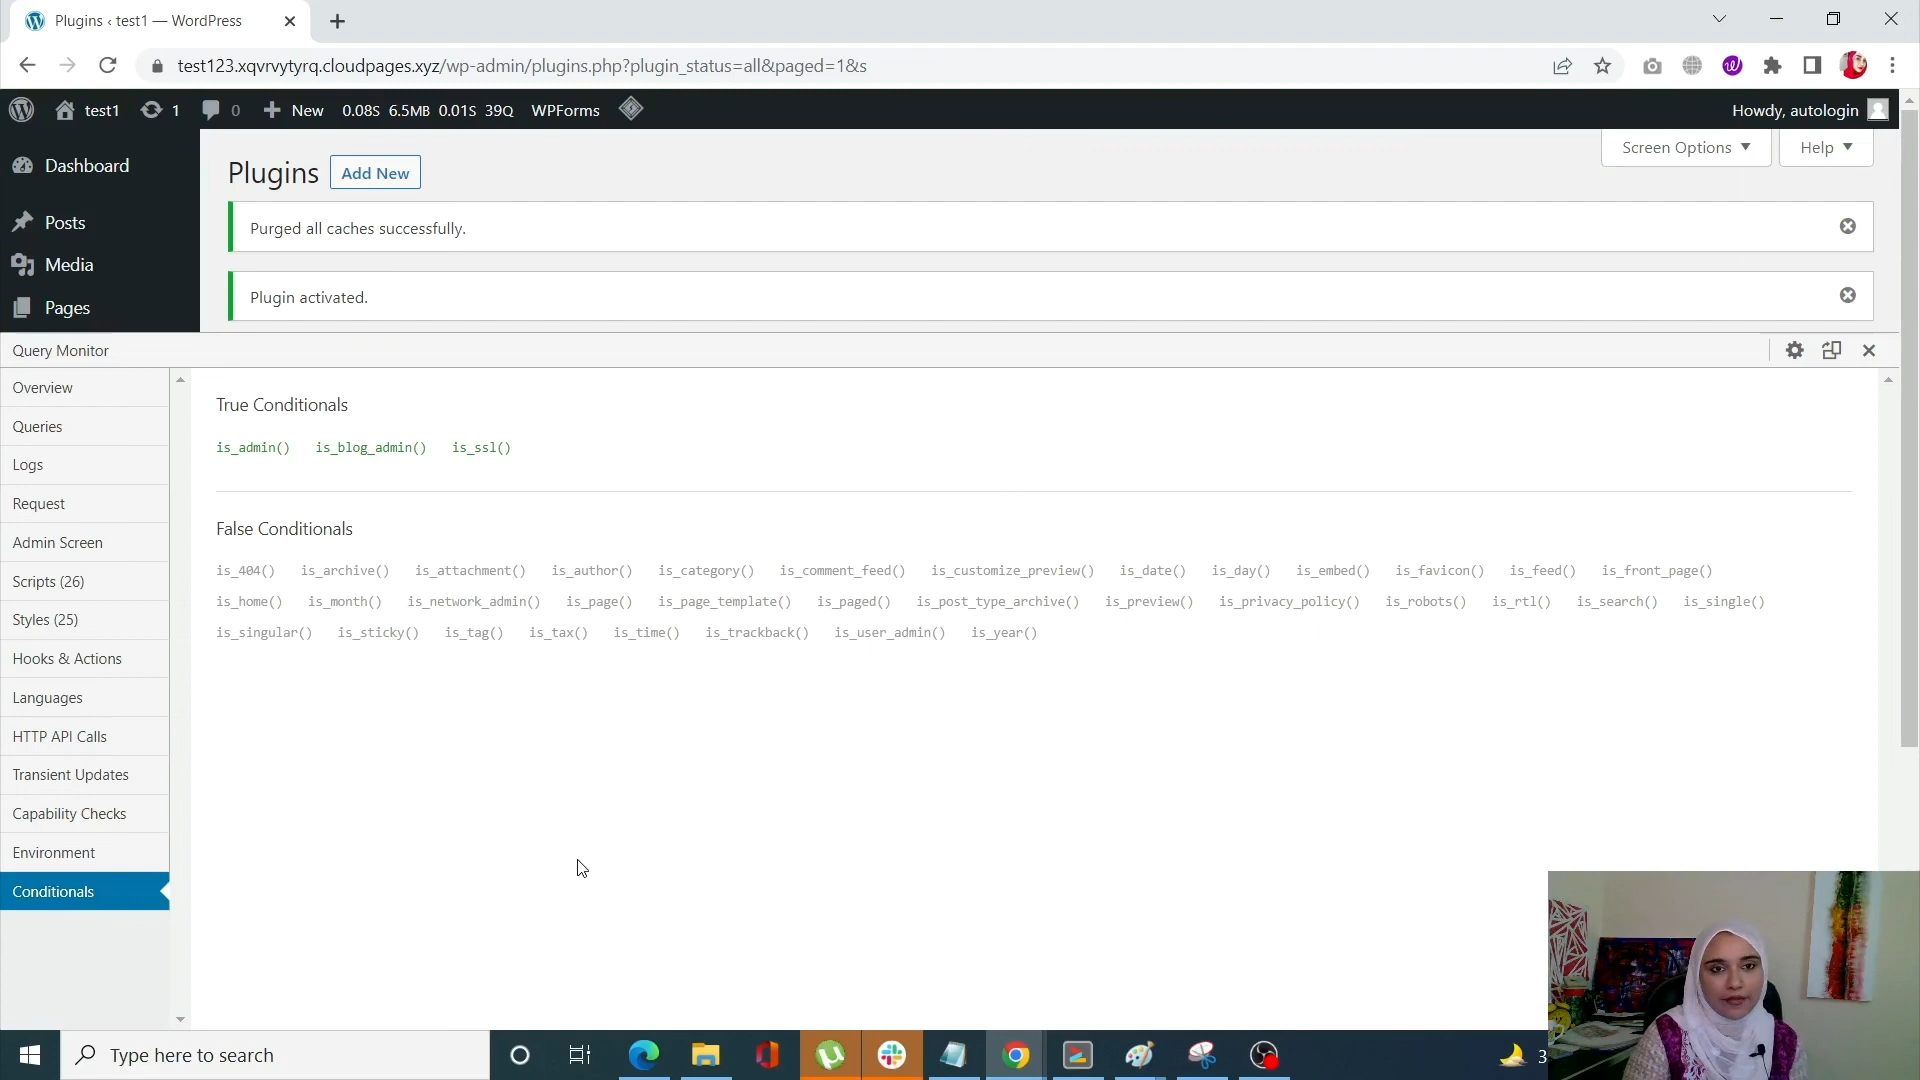 Plugins ‹ test1 — WordPress
test123.xqvrvytyrq.cloudpages.xyz/wp-admin/plugins.php?plugin_status=all&paged=1&s
test1 1 0 New 0.08S 6.5MB 0.01S 39Q WPForms Howdy, autologin
Screen Options Help
Dashboard
Posts
Media
Pages
Plugins Add New
Purged all caches successfully.
Plugin activated.
Query Monitor
Overview
Queries
Logs
Request
Admin Screen
Scripts (26)
Styles (25)
Hooks & Actions
Languages
HTTP API Calls
Transient Updates
Capability Checks
Environment
Conditionals
True Conditionals
is_admin() is_blog_admin() is_ssl()
False Conditionals
is_404() is_archive() is_attachment() is_author() is_category() is_comment_feed() is_customize_preview() is_date() is_day() is_embed() is_favicon() is_feed() is_front_page()
is_home() is_month() is_network_admin() is_page() is_page_template() is_paged() is_post_type_archive() is_preview() is_privacy_policy() is_robots() is_rtl() is_search() is_single()
is_singular() is_sticky() is_tag() is_tax() is_time() is_trackback() is_user_admin() is_year()
Type here to search
3